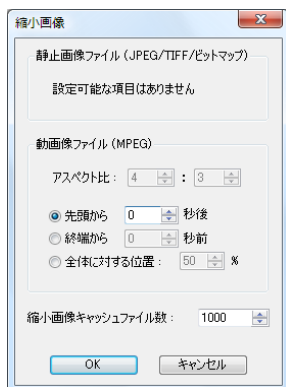 縮小画像
静止画像ファイル (JPEG/TIFF/ビットマップ)
設定可能な項目はありません
動画像ファイル (MPEG)
アスペクト比： 4 : 3
先頭から 0 秒後
終端から 0 秒前
全体に対する位置： 50 %
縮小画像キャッシュファイル数： 1000
OK キャンセル